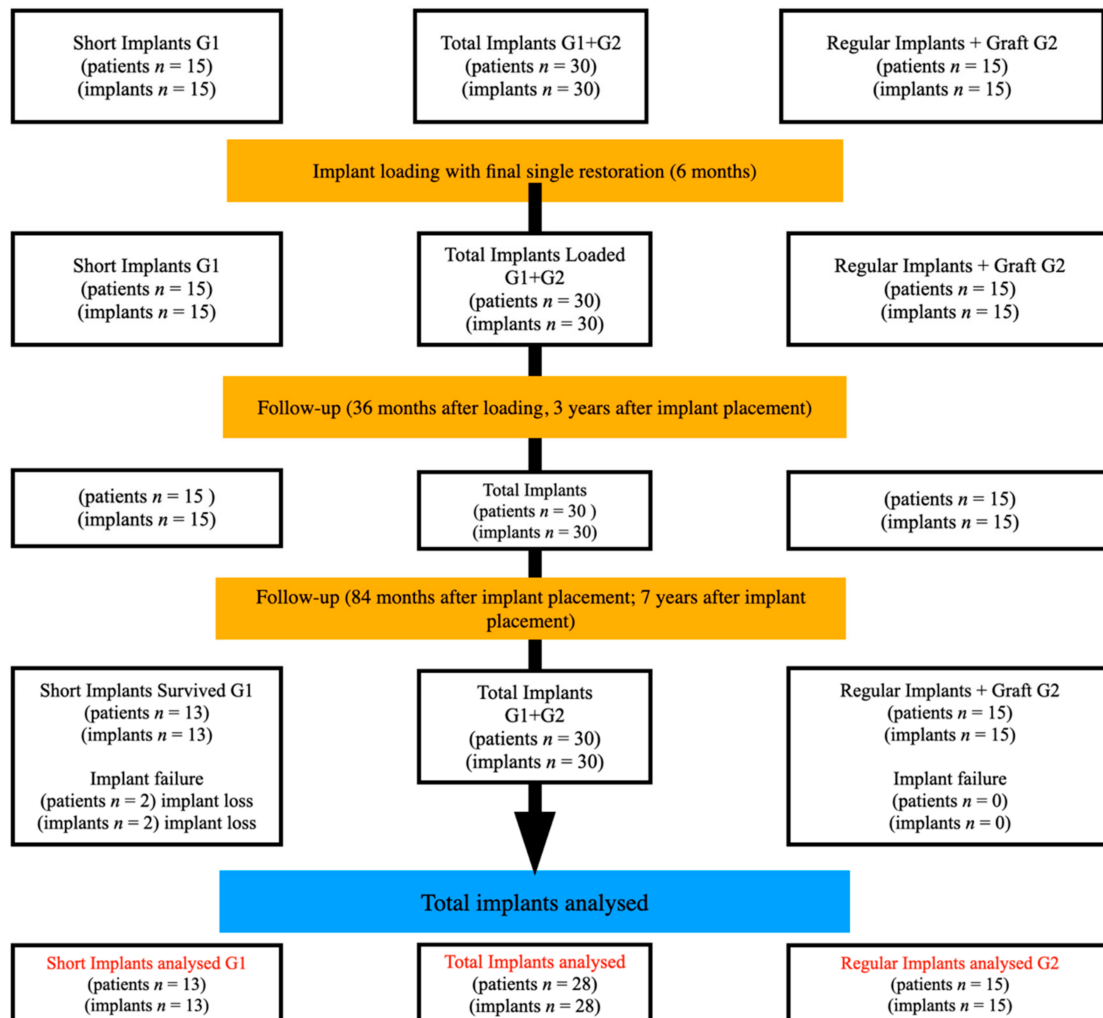 Short Implants G1
(patients n = 15)
(implants n = 15)
Total Implants G1+G2
(patients n = 30)
(implants n = 30)
Regular Implants + Graft G2
(patients n = 15)
(implants n = 15)
Implant loading with final single restoration (6 months)
Short Implants G1
(patients n = 15)
(implants n = 15)
Total Implants Loaded
G1+G2
(patients n = 30)
(implants n = 30)
Regular Implants + Graft G2
(patients n = 15)
(implants n = 15)
Follow-up (36 months after loading, 3 years after implant placement)
(patients n = 15 )
(implants n = 15)
Total Implants
(patients n = 30 )
(implants n = 30)
(patients n = 15)
(implants n = 15)
Follow-up (84 months after implant placement; 7 years after implant
placement)
Short Implants Survived G1
(patients n = 13)
(implants n = 13)
Implant failure
(patients n = 2) implant loss
(implants n = 2) implant loss
Total Implants
G1+G2
(patients n = 30)
(implants n = 30)
Regular Implants + Graft G2
(patients n = 15)
(implants n = 15)
Implant failure
(patients n = 0)
(implants n = 0)
Total implants analysed
Short Implants analysed G1
(patients n = 13)
(implants n = 13)
Total Implants analysed
(patients n = 28)
(implants n = 28)
Regular Implants analysed G2
(patients n = 15)
(implants n = 15)